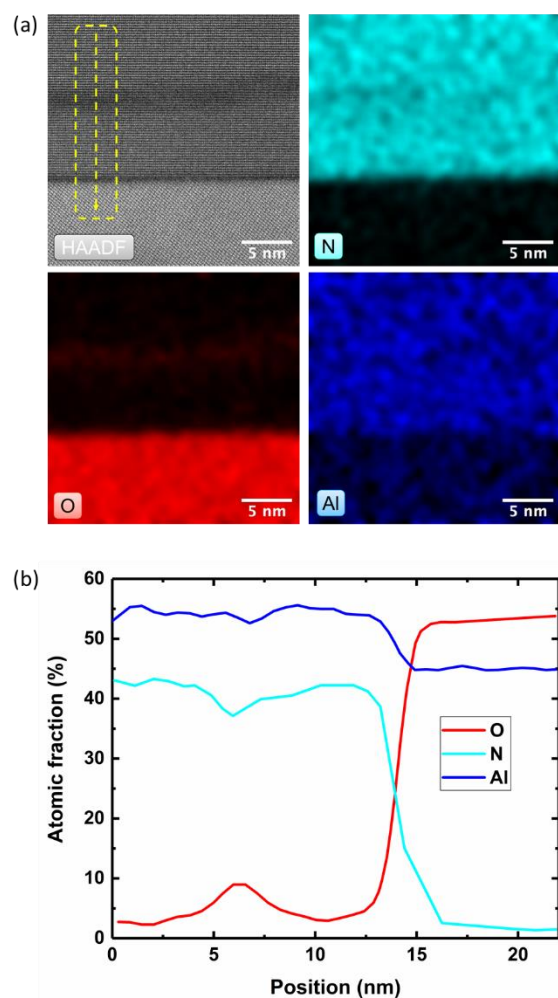 (a)
HAADF
5 nm
N
5 nm
O
5 nm
Al
5 nm
(b)
60
50
40
30
20
10
0
Atomic fraction (%)
O
N
Al
0
5
10
15
20
Position (nm)